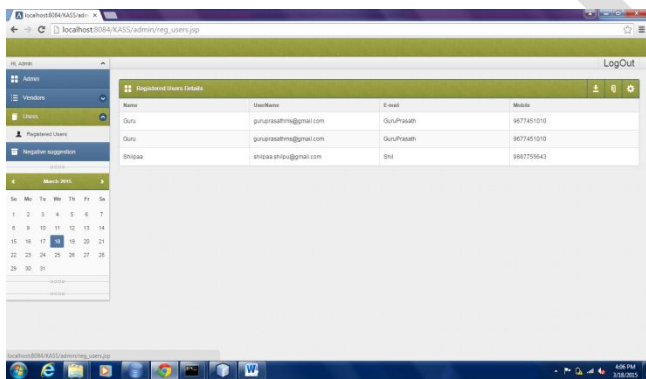 localhost:8084/KASS/adm ×
localhost:8084/KASS/admin/reg_users.jsp
Hi, Admin
LogOut
Admin
Vendors
Users
Registered Users
Negative suggestion
Registered Users Details
Name UserName E-mail Mobile
Guru guruprasathms@gmail.com GuruPrasath 9677451010
Guru guruprasathms@gmail.com GuruPrasath 9677451010
Shilpaa shilpaa.shilpu@gmail.com Shil 9887755643
March 2015
Su Mo Tu We Th Fr Sa
1 2 3 4 5 6 7
8 9 10 11 12 13 14
15 16 17 18 19 20 21
22 23 24 25 26 27 28
29 30 31
localhost:8084/KASS/admin/reg_users.jsp
4:06 PM
3/18/2015